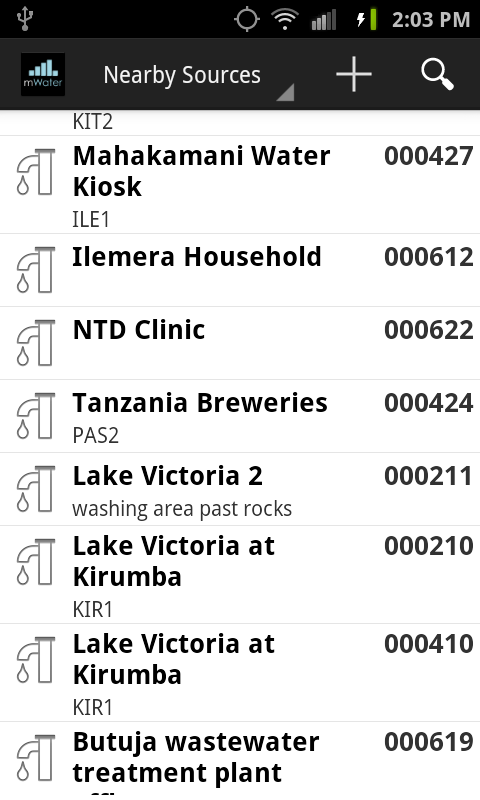 2:03 PM
mWater
Nearby Sources
KIT2
Mahakamani Water 000427
Kiosk
ILE1
Ilemera Household 000612
NTD Clinic 000622
Tanzania Breweries 000424
PAS2
Lake Victoria 2 000211
washing area past rocks
Lake Victoria at 000210
Kirumba
KIR1
Lake Victoria at 000410
Kirumba
KIR1
Butuja wastewater 000619
treatment plant